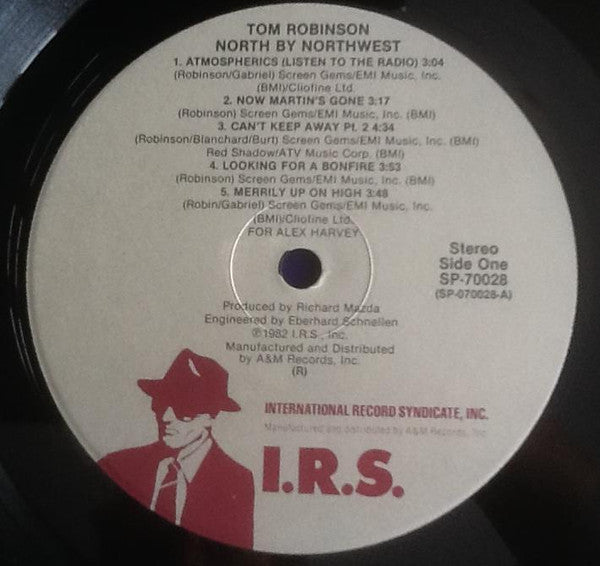 TOM ROBINSON
NORTH BY NORTHWEST
1. ATMOSPHERICS (LISTEN TO THE RADIO) 3:04
(Robinson/Gabriel) Screen Gems/EMI Music, Inc.
(BMI)/Cliofine Ltd.
2. NOW MARTIN'S GONE 3:17
(Robinson) Screen Gems/EMI Music, Inc. (BMI)
3. CAN'T KEEP AWAY Pt. 2 4:34
(Robinson/Blanchard/Burt) Screen Gems/EMI Music, Inc. (BMI)
Red Shadow/ATV Music Corp. (BMI)
4. LOOKING FOR A BONFIRE 3:53
(Robinson) Screen Gems/EMI Music, Inc. (BMI)
5. MERRILY UP ON HIGH 3:48
(Robin/Gabriel) Screen Gems/EMI Music, Inc.
(BMI)/Cliofine Ltd.
FOR ALEX HARVEY
Stereo
Side One
SP-70028
(SP-070028-A)
Produced by Richard Mazda
Engineered by Eberhard Schnellen
℗1982 I.R.S., Inc.
Manufactured and Distributed
by A&M Records, Inc.
(R)
INTERNATIONAL RECORD SYNDICATE, INC.
Manufactured and distributed by A&M Records, Inc.
I.R.S.